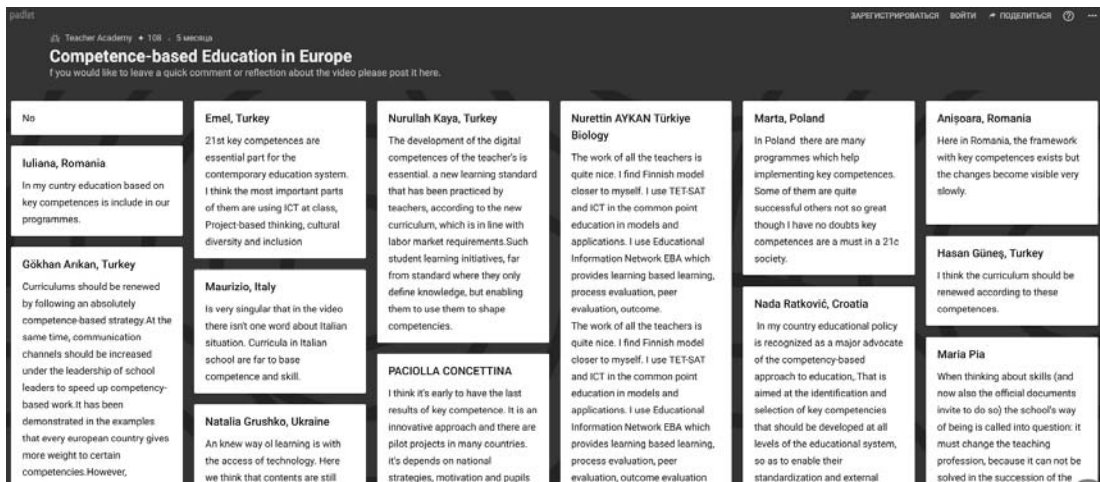 padlet
ЗАРЕГИСТРИРОВАТЬСЯ ВОЙТИ ПОДЕЛИТЬСЯ
Teacher Academy + 108 . 5 месяца
Competence-based Education in Europe
f you would like to leave a quick comment or reflection about the video please post it here.
No
Iuliana, Romania
In my cuntry education based on
key competences is include in our
programmes.
Gökhan Arıkan, Turkey
Curriculums should be renewed
by following an absolutely
competence-based strategy.At the
same time, communication
channels should be increased
under the leadership of school
leaders to speed up competency-
based work.It has been
demonstrated in the examples
that every european country gives
more weight to certain
competencies.However,
Emel, Turkey
21st key competences are
essential part for the
contemporary education system.
I think the most important parts
of them are using ICT at class,
Project-based thinking, cultural
diversity and inclusion
Maurizio, Italy
Is very singular that in the video
there isn't one word about Italian
situation. Curricula in Italian
school are far to base
competence and skill.
Natalia Grushko, Ukraine
An knew way ol learning is with
the access of technology. Here
we think that contents are still
Nurullah Kaya, Turkey
The development of the digital
competences of the teacher's is
essential. a new learning standard
that has been practiced by
teachers, according to the new
curriculum, which is in line with
labor market requirements.Such
student learning initiatives, far
from standard where they only
define knowledge, but enabling
them to use them to shape
competencies.
PACIOLLA CONCETTINA
I think it's early to have the last
results of key competence. It is an
innovative approach and there are
pilot projects in many countries.
it's depends on national
strategies, motivation and pupils
Nurettin AYKAN Türkiye
Biology
The work of all the teachers is
quite nice. I find Finnish model
closer to myself. I use TET-SAT
and ICT in the common point
education in models and
applications. I use Educational
Information Network EBA which
provides learning based learning,
process evaluation, peer
evaluation, outcome.
The work of all the teachers is
quite nice. I find Finnish model
closer to myself. I use TET-SAT
and ICT in the common point
education in models and
applications. I use Educational
Information Network EBA which
provides learning based learning,
process evaluation, peer
evaluation, outcome evaluation
Marta, Poland
In Poland there are many
programmes which help
implementing key competences.
Some of them are quite
successful others not so great
though I have no doubts key
competences are a must in a 21c
society.
Nada Ratković, Croatia
In my country educational policy
is recognized as a major advocate
of the competency-based
approach to education, That is
aimed at the identification and
selection of key competencies
that should be developed at all
levels of the educational system,
so as to enable their
standardization and external
Anișoara, Romania
Here in Romania, the framework
with key competences exists but
the changes become visible very
slowly.
Hasan Güneş, Turkey
I think the curriculum should be
renewed according to these
competences.
Maria Pia
When thinking about skills (and
now also the official documents
invite to do so) the school's way
of being is called into question: it
must change the teaching
profession, because it can not be
solved in the succession of the